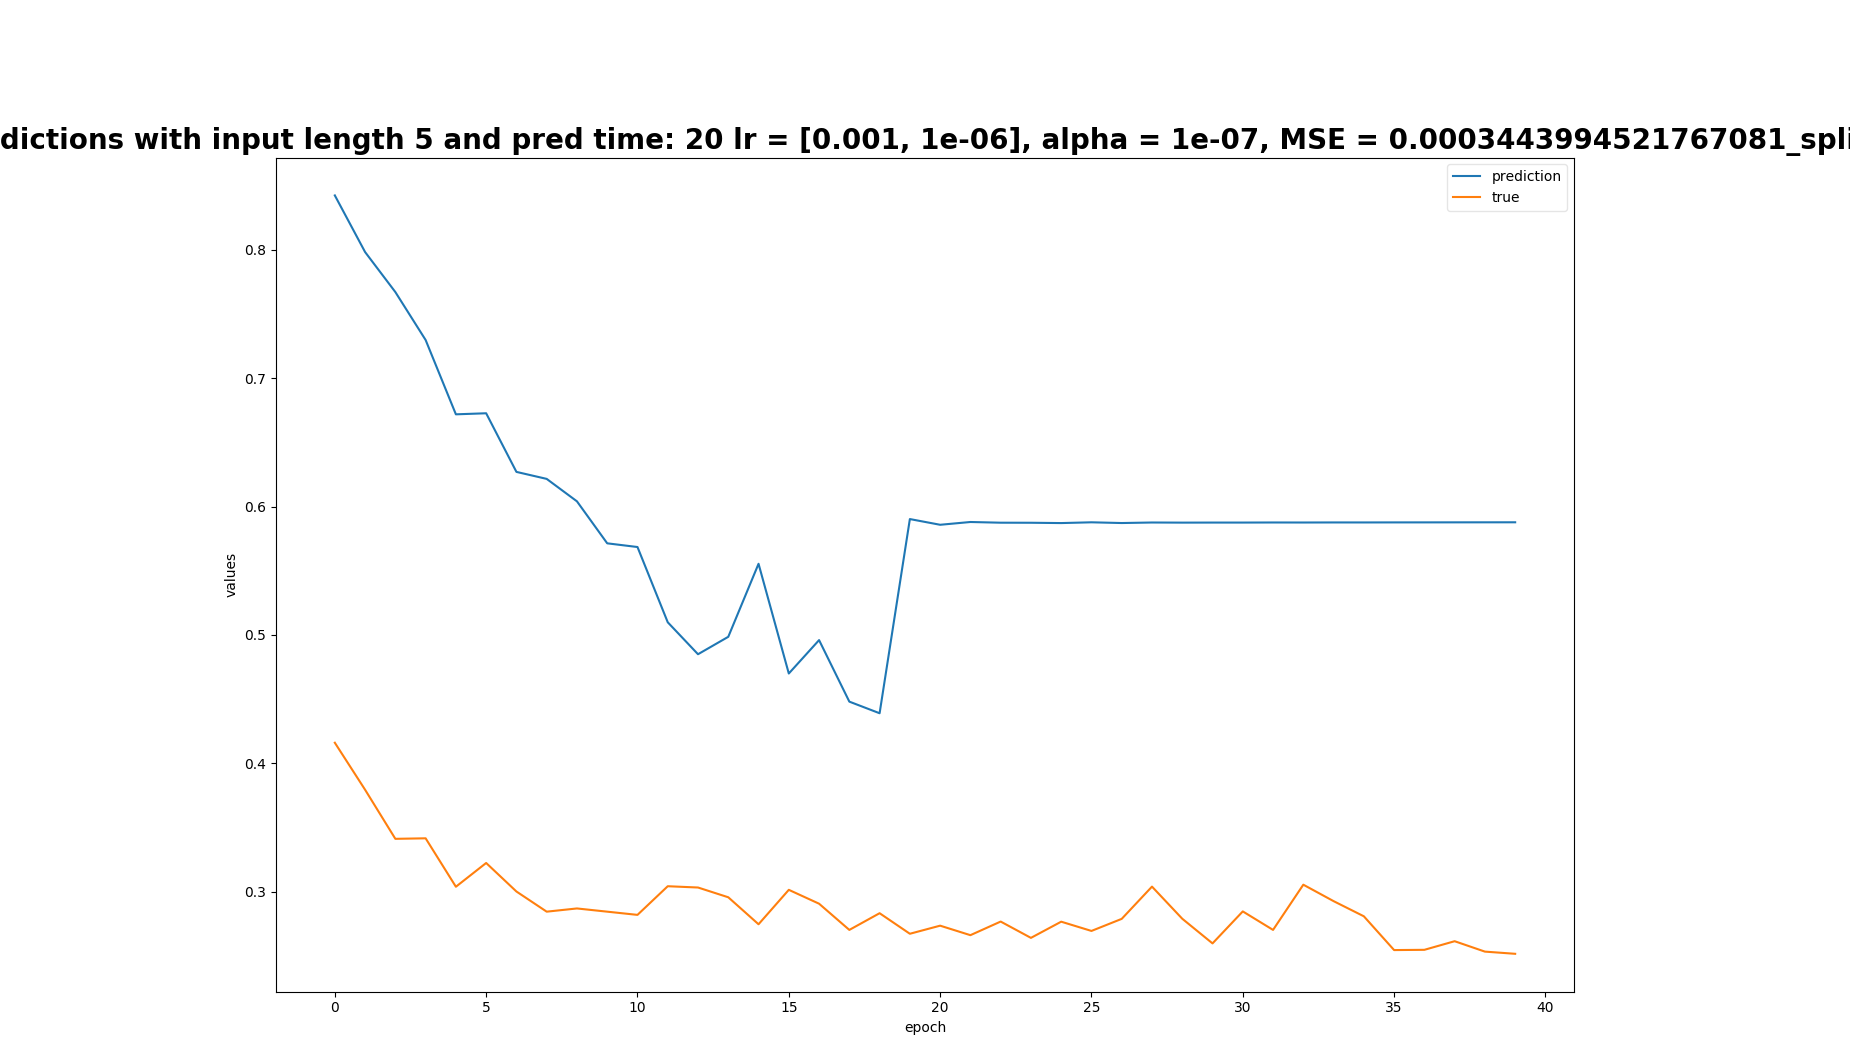 dictions with input length 5 and pred time: 20 lr = [0.001, 1e-06], alpha = 1e-07, MSE = 0.0003443994521767081_spli
prediction
true
0.8
0.7
0.6
0.5
0.4
0.3
values
0 5 10 15 20 25 30 35 40
epoch